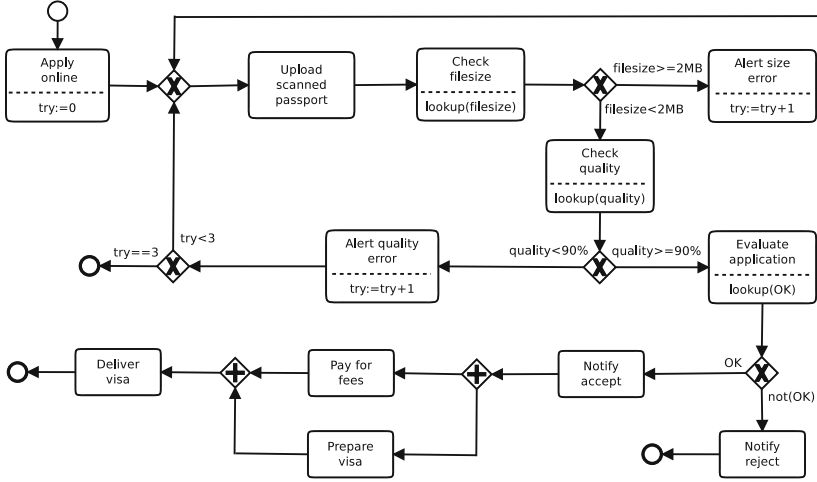 Apply
online
try:=0
Upload
scanned
passport
Check
filesize
lookup(filesize)
filesize>=2MB
filesize<2MB
Alert size
error
try:=try+1
Check
quality
lookup(quality)
try==3
try<3
Alert quality
error
try:=try+1
quality<90%
quality>=90%
Evaluate
application
lookup(OK)
Deliver
visa
Pay for
fees
Notify
accept
OK
not(OK)
Prepare
visa
Notify
reject